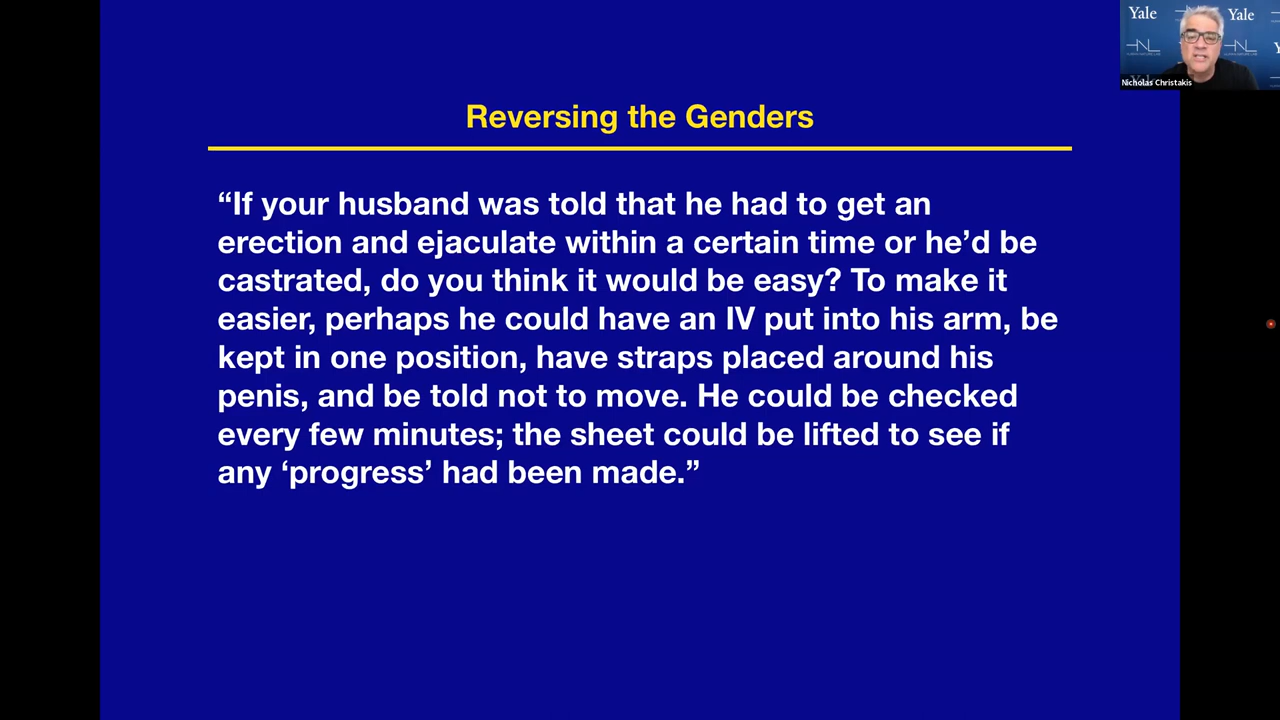 Yale
Yale
Nicholas Christakis
Reversing the Genders
“If your husband was told that he had to get an
erection and ejaculate within a certain time or he’d be
castrated, do you think it would be easy? To make it
easier, perhaps he could have an IV put into his arm, be
kept in one position, have straps placed around his
penis, and be told not to move. He could be checked
every few minutes; the sheet could be lifted to see if
any ‘progress’ had been made.”